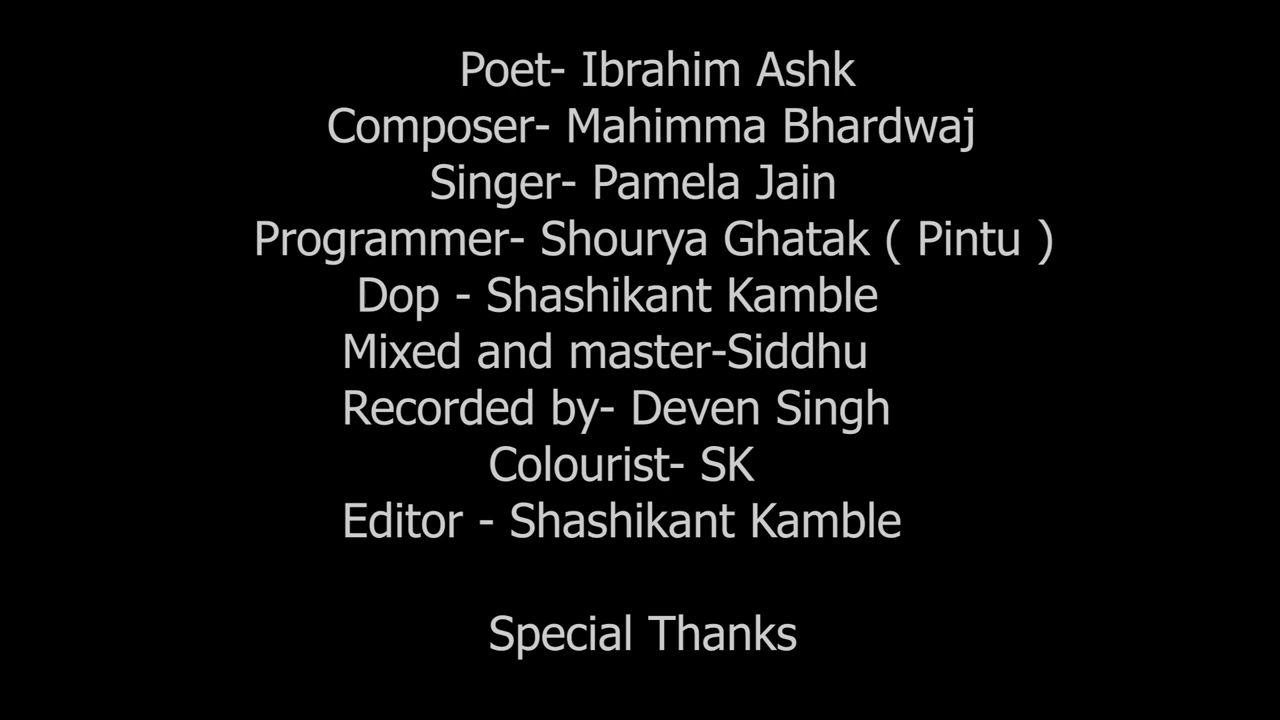 Poet- Ibrahim Ashk
Composer- Mahimma Bhardwaj
Singer- Pamela Jain
Programmer- Shourya Ghatak ( Pintu )
Dop - Shashikant Kamble
Mixed and master-Siddhu
Recorded by- Deven Singh
Colourist- SK
Editor - Shashikant Kamble
Special Thanks